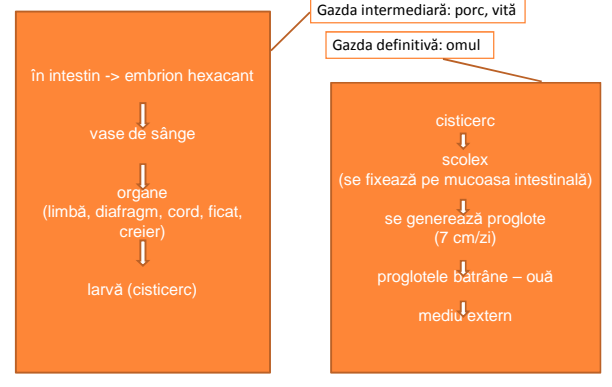 Gazda intermediară: porc, vită
Gazda definitivă: omul
în intestin -> embrion hexacant
vase de sânge
organe
(limbă, diafragm, cord, ficat,
creier)
larvă (cisticerc)
cisticerc
scolex
(se fixează pe mucoasa intestinală)
se generează proglote
(7 cm/zi)
proglotele bătrâne – ouă
mediu extern